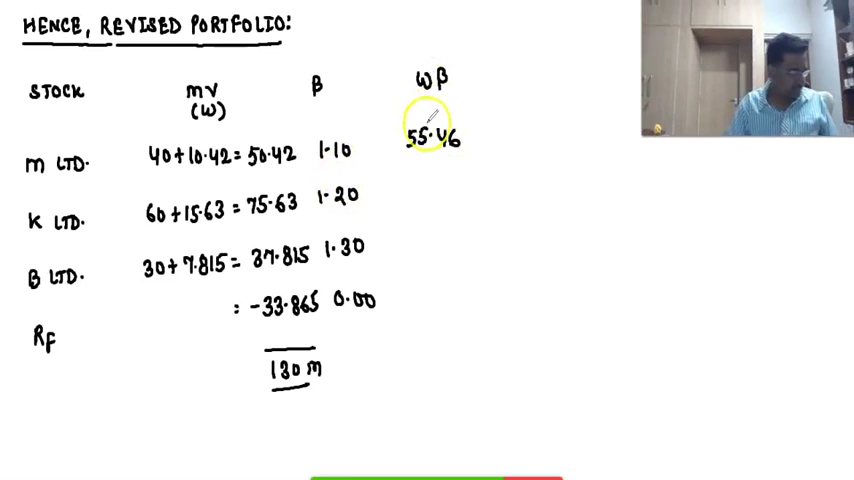 HENCE, REVISED PORTFOLIO:
STOCK MV (W) β Wβ
M LTD. 40+10.42=50.42 1.10 55.46
K LTD. 60+15.63=75.63 1.20
B LTD. 30+7.815=37.815 1.30
RF =-33.865 0.00
130 M